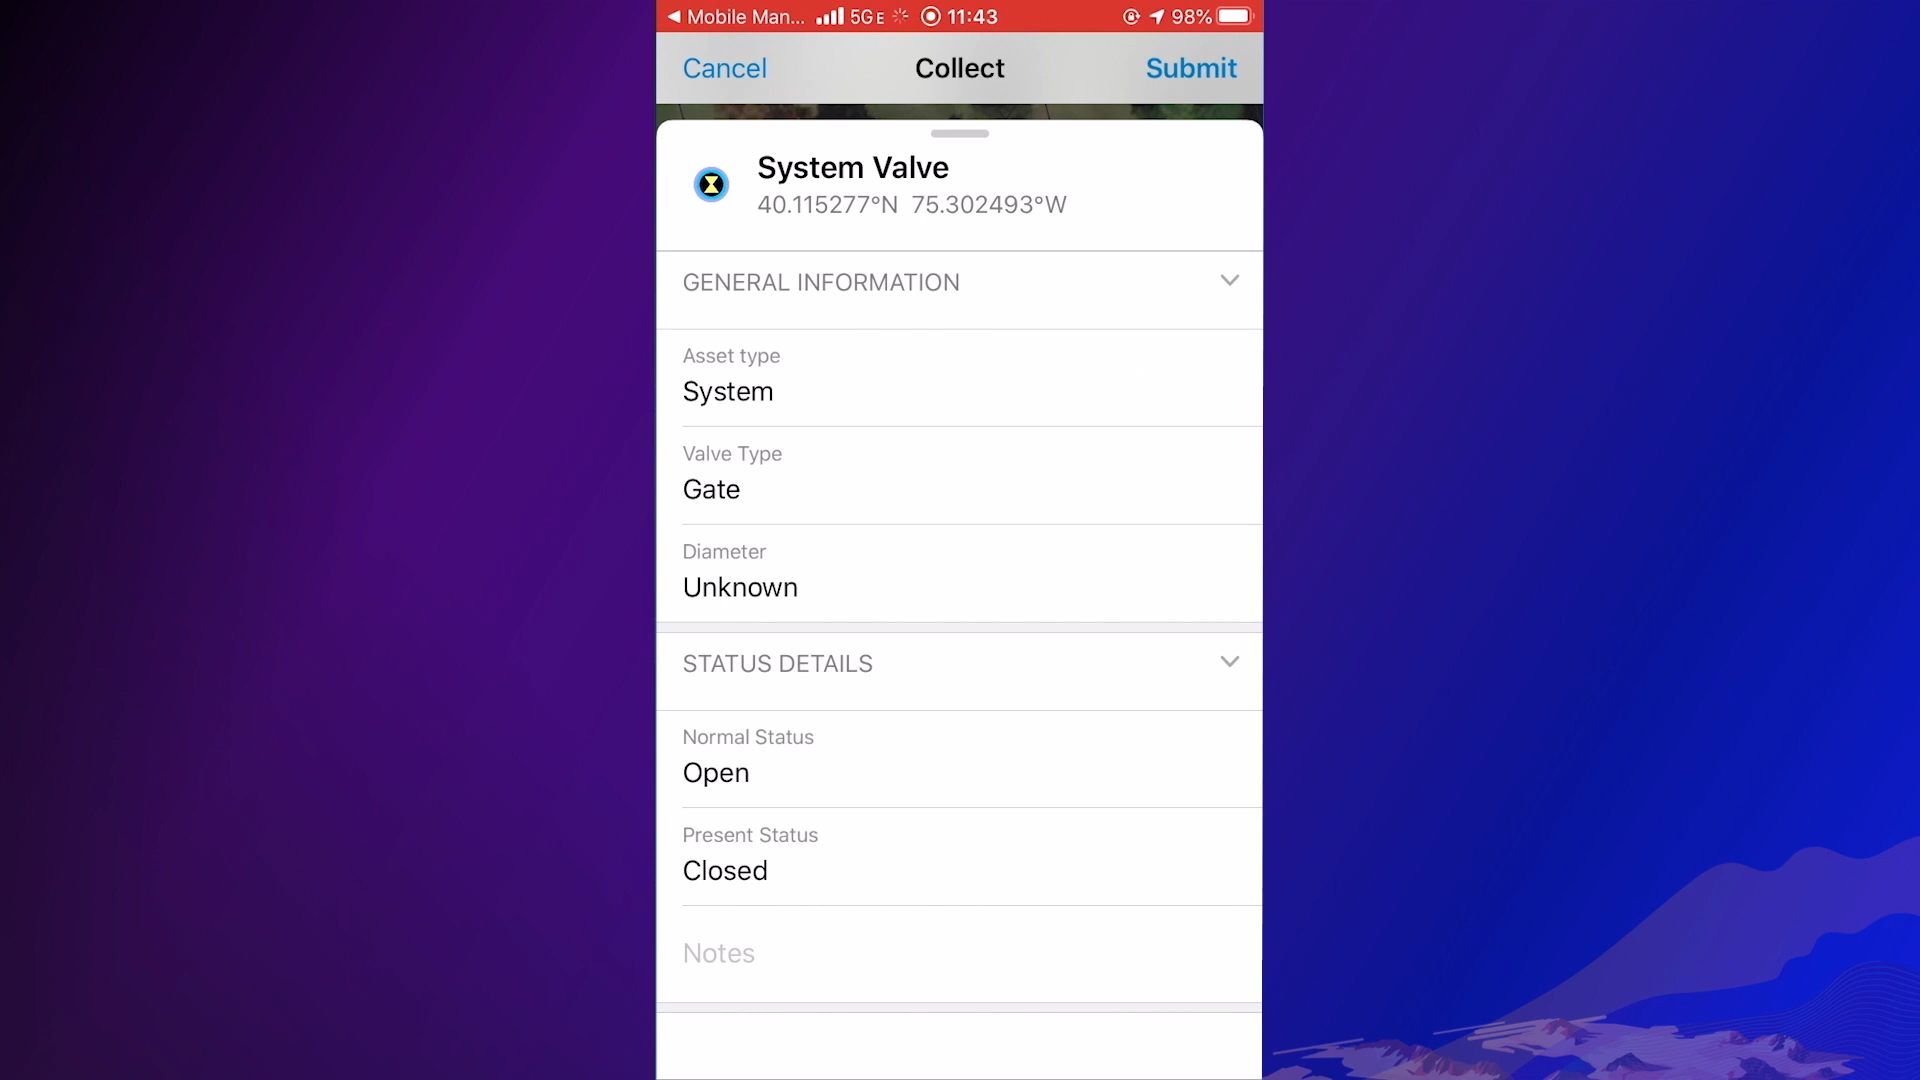 Mobile Man... 5GE 11:43 98%
Cancel Collect Submit
System Valve
40.115277°N 75.302493°W
GENERAL INFORMATION
Asset type
System
Valve Type
Gate
Diameter
Unknown
STATUS DETAILS
Normal Status
Open
Present Status
Closed
Notes